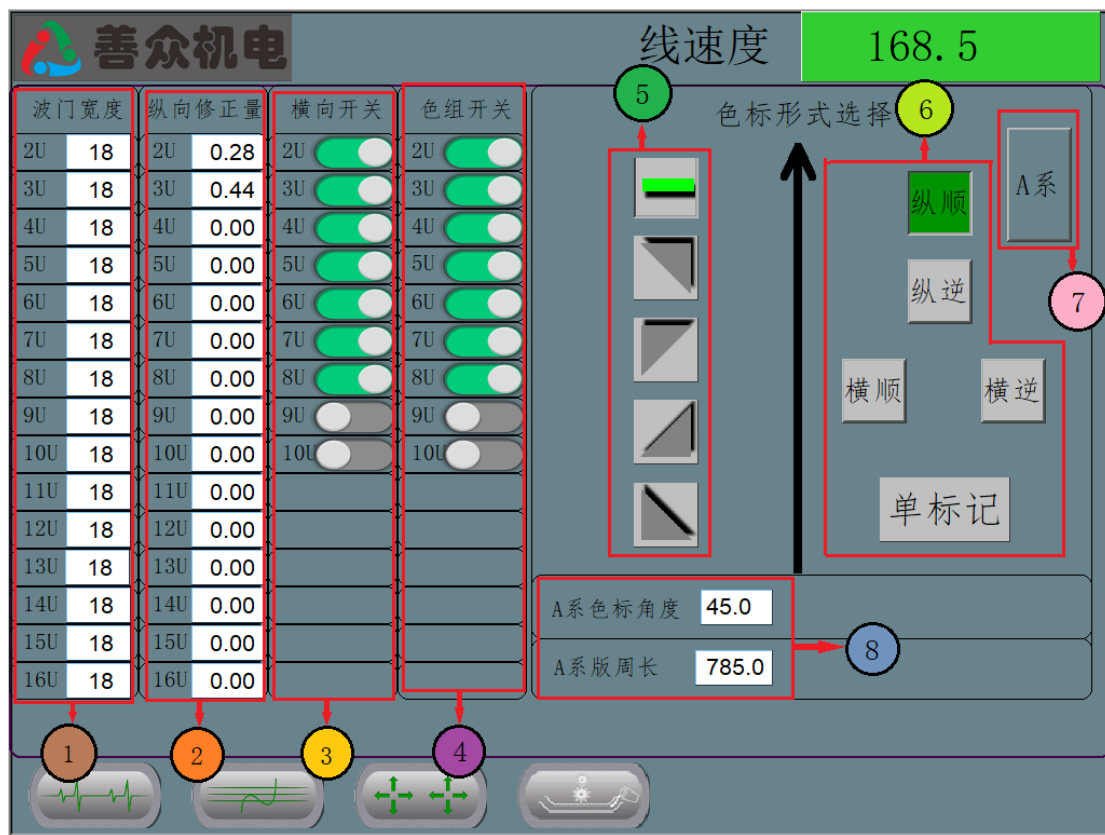 善众机电 线速度 168.5
波门宽度 纵向修正量 横向开关 色组开关 5 色标形式选择 6
2U 18 2U 0.28 2U 2U
3U 18 3U 0.44 3U 3U 纵顺 A系
4U 18 4U 0.00 4U 4U
5U 18 5U 0.00 5U 5U
6U 18 6U 0.00 6U 6U 纵逆 7
7U 18 7U 0.00 7U 7U
8U 18 8U 0.00 8U 8U 横顺 横逆
9U 18 9U 0.00 9U 9U
10U 18 10U 0.00 10U 10U
11U 18 11U 0.00 单标记
12U 18 12U 0.00
13U 18 13U 0.00
14U 18 14U 0.00 A系色标角度 45.0
15U 18 15U 0.00 8
16U 18 16U 0.00 A系版周长 785.0
1 2 3 4